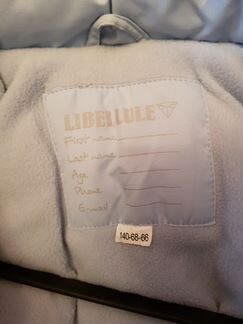 LIBELLULE
First name
Last name
Age
Phone
E-mail
140-68-66